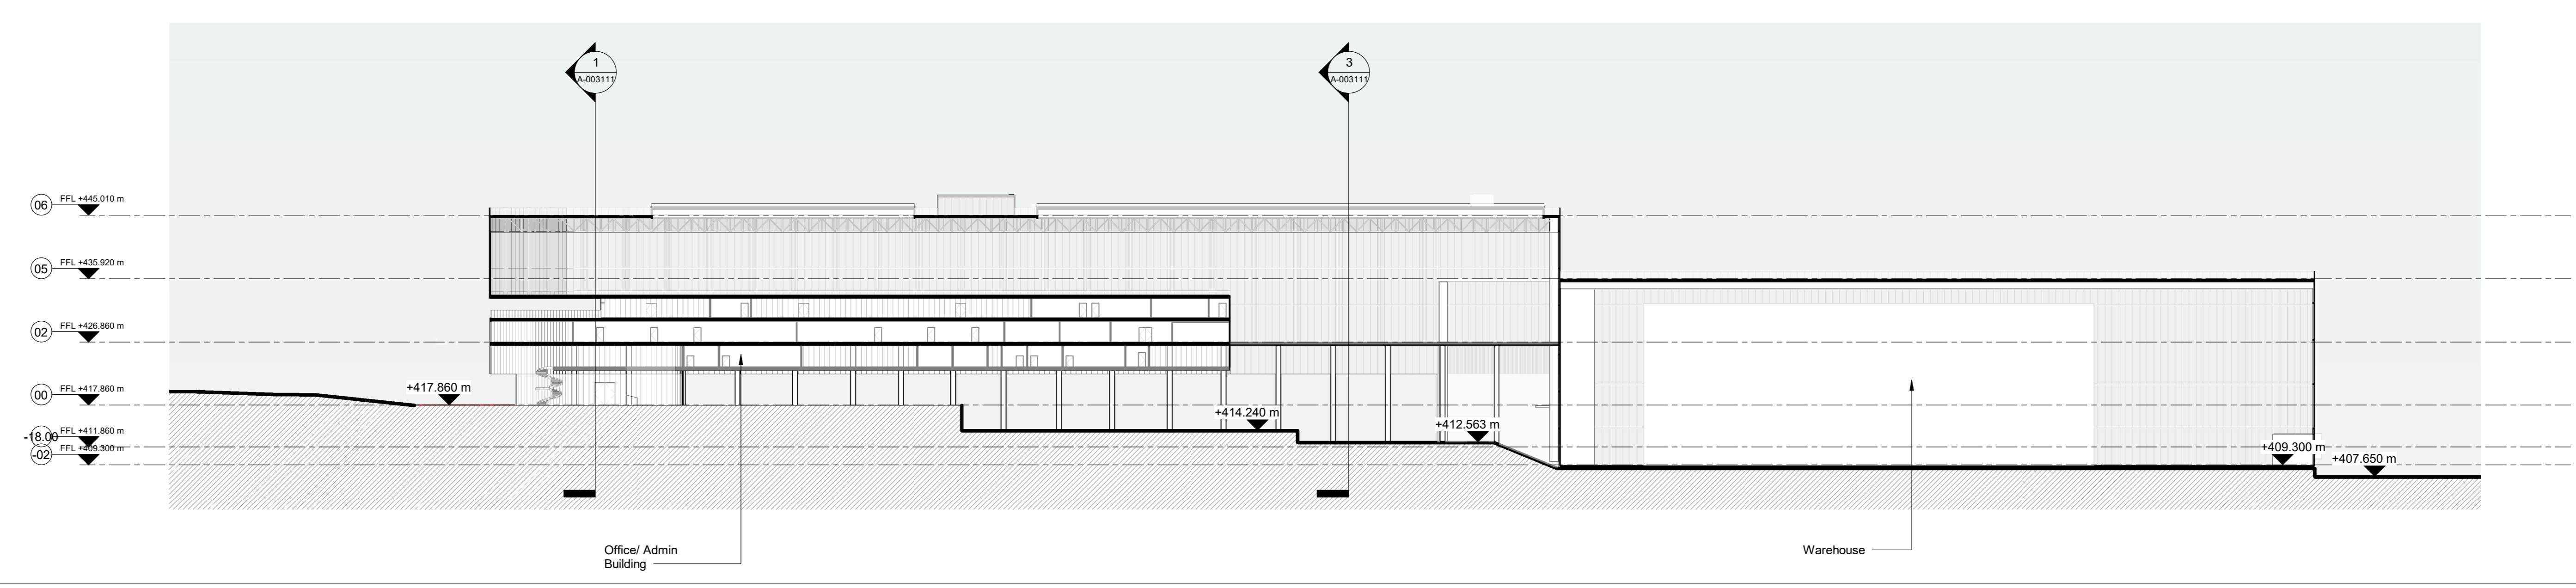 1
A-003111
3
A-003111
06
FFL +445.010 m
05
FFL +435.920 m
02
FFL +426.860 m
00
FFL +417.860 m
-18.00
FFL +411.860 m
-02
FFL +409.300 m
+417.860 m
+414.240 m
+412.563 m
+409.300 m
+407.650 m
Office/ Admin
Building
Warehouse